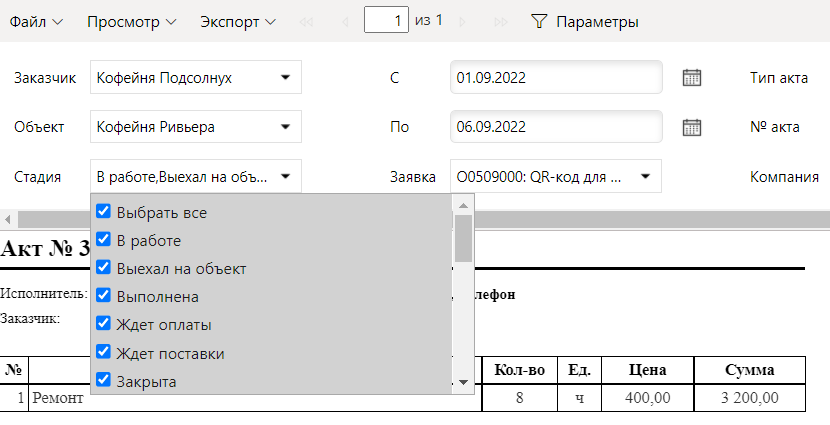 Файл Просмотр Экспорт 1 из 1 Параметры
Заказчик Кофейня Подсолнух С 01.09.2022 Тип акта
Объект Кофейня Ривьера По 06.09.2022 № акта
Стадия В работе,Выехал на объ... Заявка O0509000: QR-код для ... Компания
Выбрать все
В работе
Выехал на объект
Выполнена
Ждет оплаты
Ждет поставки
Закрыта
Акт № 3
Исполнитель: лефон
Заказчик:
№ Кол-во Ед. Цена Сумма
1 Ремонт 8 ч 400,00 3 200,00